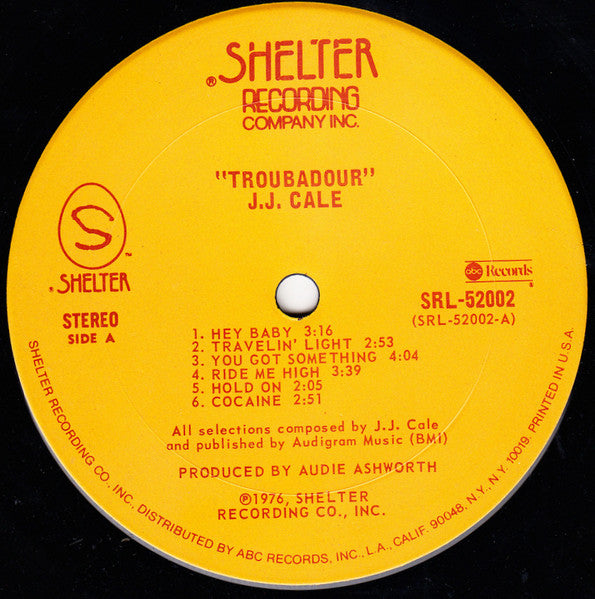 ® SHELTER
RECORDING
COMPANY INC.
"TROUBADOUR"
J.J. CALE
S
™
® SHELTER
STEREO
SIDE A
abc Records
SRL-52002
(SRL-52002-A)
1. HEY BABY 3:16
2. TRAVELIN' LIGHT 2:53
3. YOU GOT SOMETHING 4:04
4. RIDE ME HIGH 3:39
5. HOLD ON 2:05
6. COCAINE 2:51
All selections composed by J.J. Cale
and published by Audigram Music (BMI)
PRODUCED BY AUDIE ASHWORTH
℗1976, SHELTER
RECORDING CO., INC.
SHELTER RECORDING CO., INC., DISTRIBUTED BY ABC RECORDS, INC., L.A., CALIF. 90048, N.Y., N.Y. 10019. PRINTED IN U.S.A.